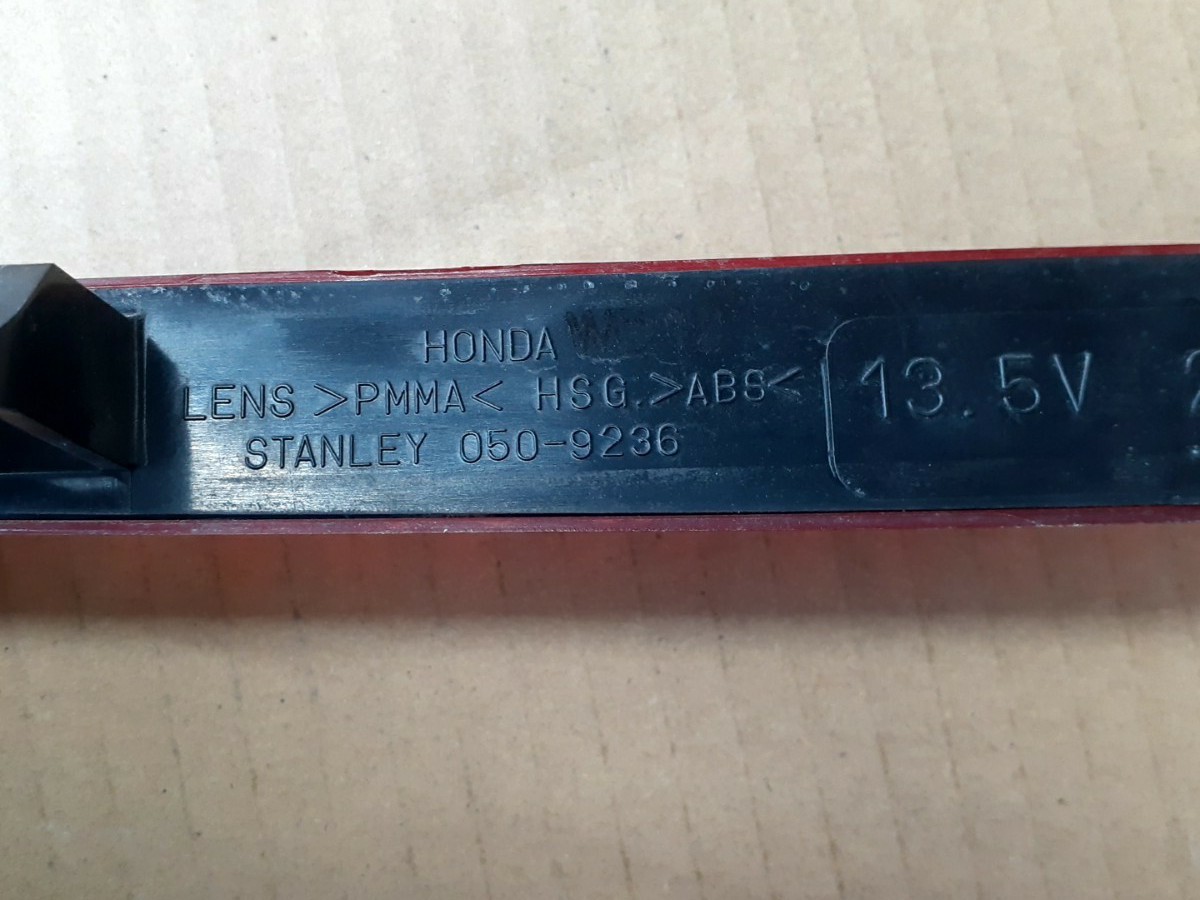 HONDA
LENS >PMMA< HSG.>ABS<
STANLEY 050-9236
13.5V